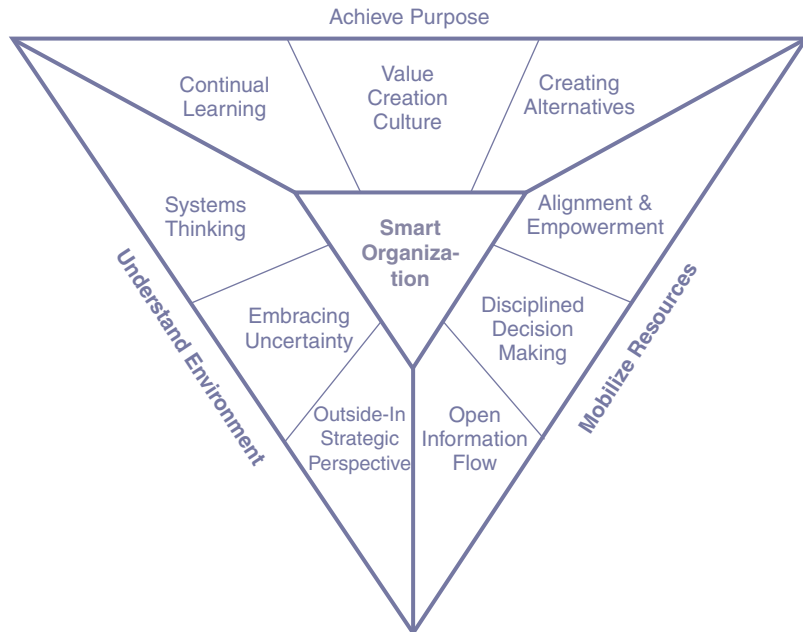 Achieve Purpose
Continual
Learning
Value
Creation
Culture
Creating
Alternatives
Systems
Thinking
Smart
Organiza-
tion
Alignment &
Empowerment
Understand Environment
Embracing
Uncertainty
Disciplined
Decision
Making
Mobilize Resources
Outside-In
Strategic
Perspective
Open
Information
Flow